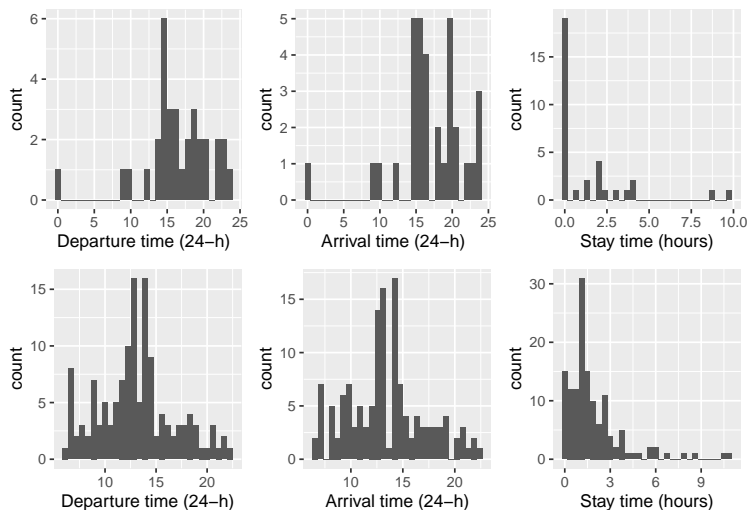 6
4
2
0
count
0 5 10 15 20 25
Departure time (24−h)
5
4
3
2
1
0
count
0 5 10 15 20 25
Arrival time (24−h)
15
10
5
0
count
0.0 2.5 5.0 7.5 10.0
Stay time (hours)
15
10
5
0
count
10 15 20
Departure time (24−h)
15
10
5
0
count
10 15 20
Arrival time (24−h)
30
20
10
0
count
0 3 6 9
Stay time (hours)